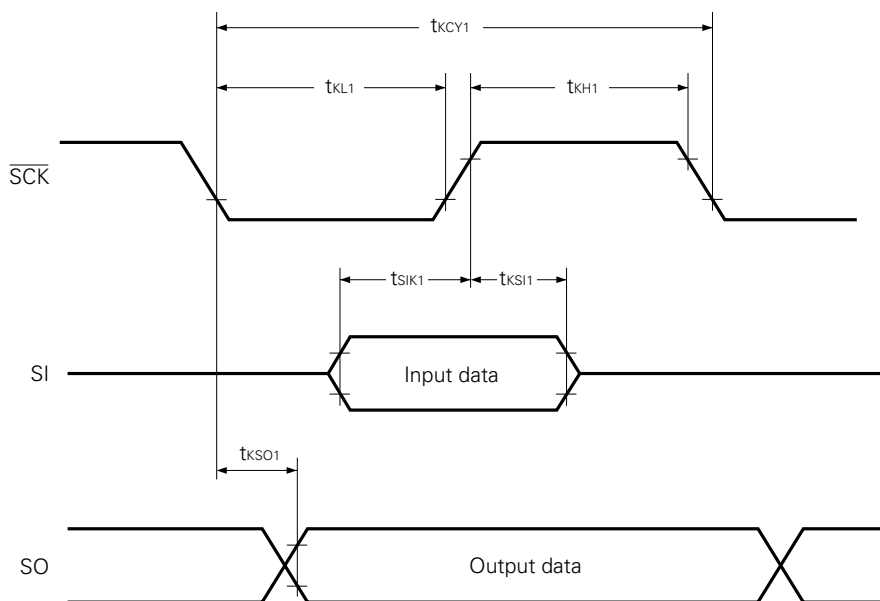 tKCY1
tKL1
tKH1
SCK
tSIK1
tKSI1
SI
Input data
tKSO1
SO
Output data